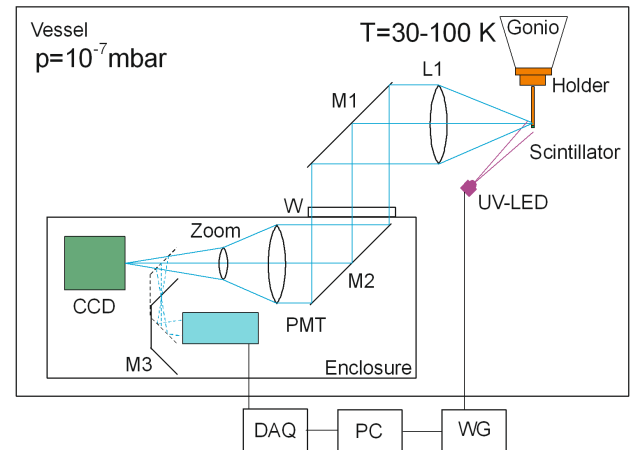 Vessel
p=10⁻⁷mbar
T=30-100 K
Gonio
Holder
L1
M1
Scintillator
UV-LED
W
Zoom
M2
CCD
PMT
M3
Enclosure
DAQ
PC
WG